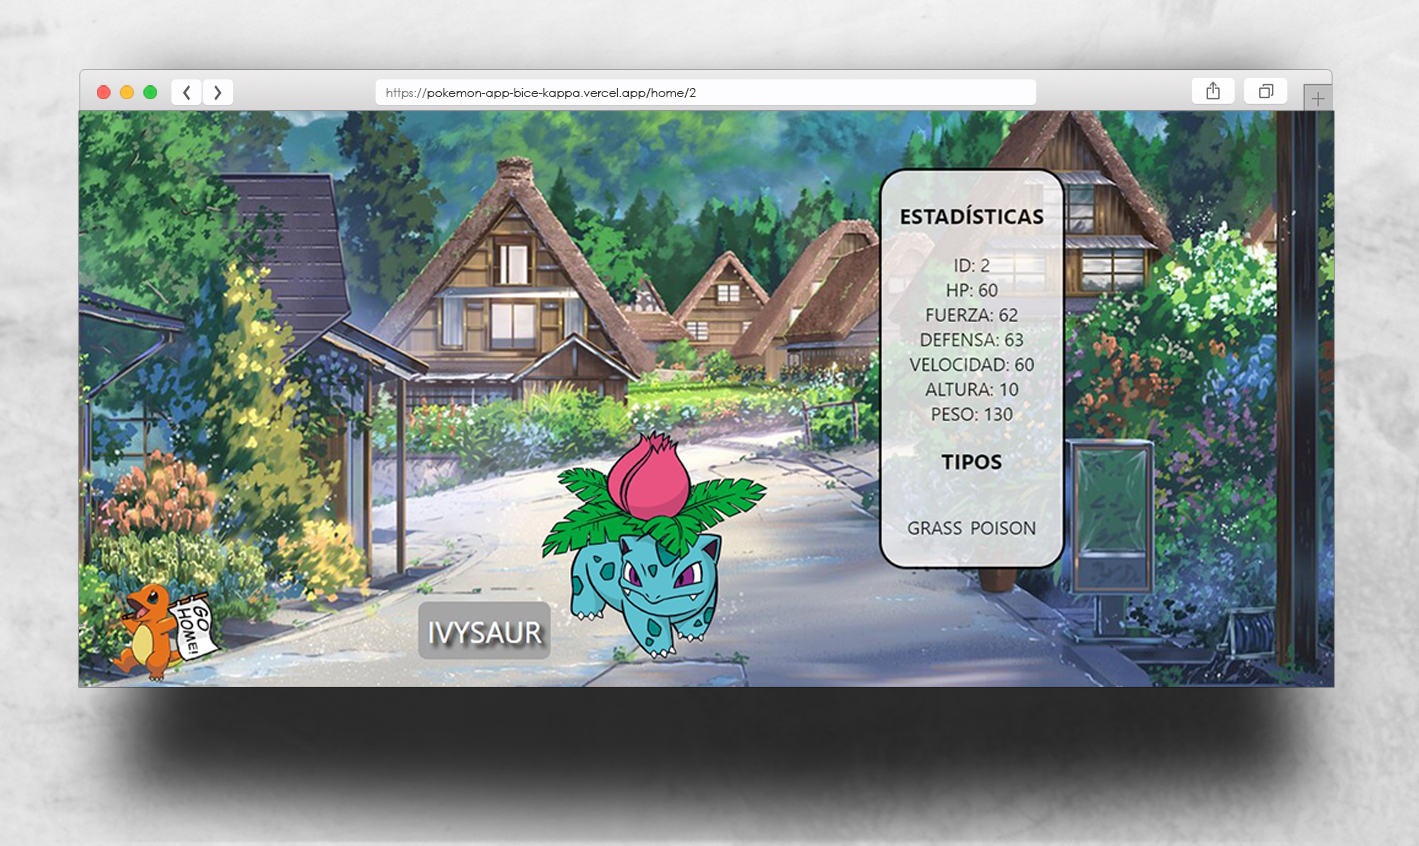 https://pokemon-app-bice-kappa.vercel.app/home/2
ESTADÍSTICAS
ID: 2
HP: 60
FUERZA: 62
DEFENSA: 63
VELOCIDAD: 60
ALTURA: 10
PESO: 130
TIPOS
GRASS POISON
IVYSAUR
GO
HOME!